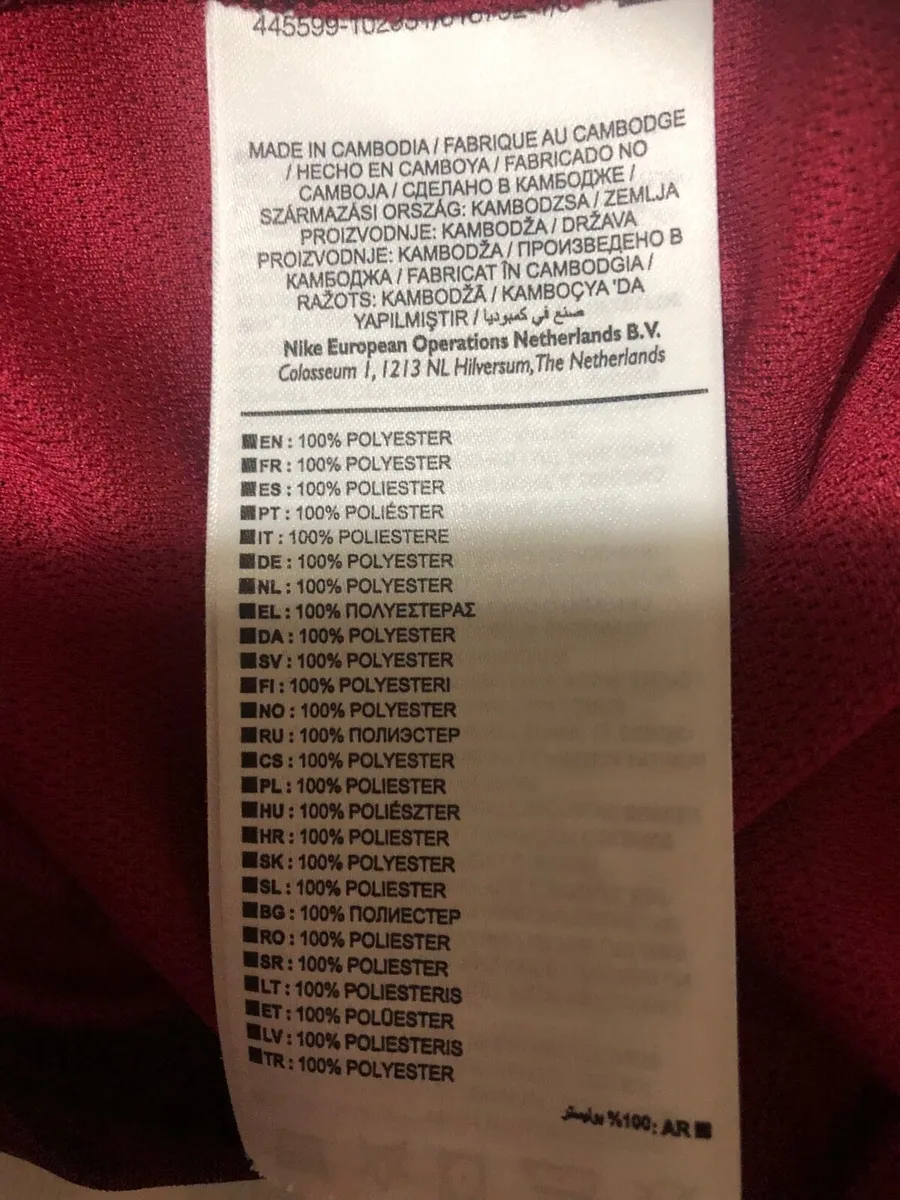 MADE IN CAMBODIA / FABRIQUE AU CAMBODGE
/ HECHO EN CAMBOYA / FABRICADO NO
CAMBOJA / СДЕЛАНО В КАМБОДЖЕ /
SZÁRMAZÁSI ORSZÁG: KAMBODZSA / ZEMLJA
PROIZVODNJE: KAMBODŽA / DRŽAVA
PROIZVODNJE: KAMBODŽA / ПРОИЗВЕДЕНО В
КАМБОДЖА / FABRICAT ÎN CAMBODGIA /
RAŽOTS: KAMBODŽĀ / KAMBOÇYA 'DA
YAPILMIŞTIR / صنع في كمبوديا
Nike European Operations Netherlands B.V.
Colosseum 1, 1213 NL Hilversum, The Netherlands
EN : 100% POLYESTER
FR : 100% POLYESTER
ES : 100% POLIESTER
PT : 100% POLIÉSTER
IT : 100% POLIESTERE
DE : 100% POLYESTER
NL : 100% POLYESTER
EL : 100% ΠΟΛΥΕΣΤΕΡΑΣ
DA : 100% POLYESTER
SV : 100% POLYESTER
FI : 100% POLYESTERI
NO : 100% POLYESTER
RU : 100% ПОЛИЭСТЕР
CS : 100% POLYESTER
PL : 100% POLIESTER
HU : 100% POLIÉSZTER
HR : 100% POLIESTER
SK : 100% POLYESTER
SL : 100% POLIESTER
BG : 100% ПОЛИЕСТЕР
RO : 100% POLIESTER
SR : 100% POLIESTER
LT : 100% POLIESTERIS
ET : 100% POLÜESTER
LV : 100% POLIESTERIS
TR : 100% POLYESTER
AR :100% بوليستر